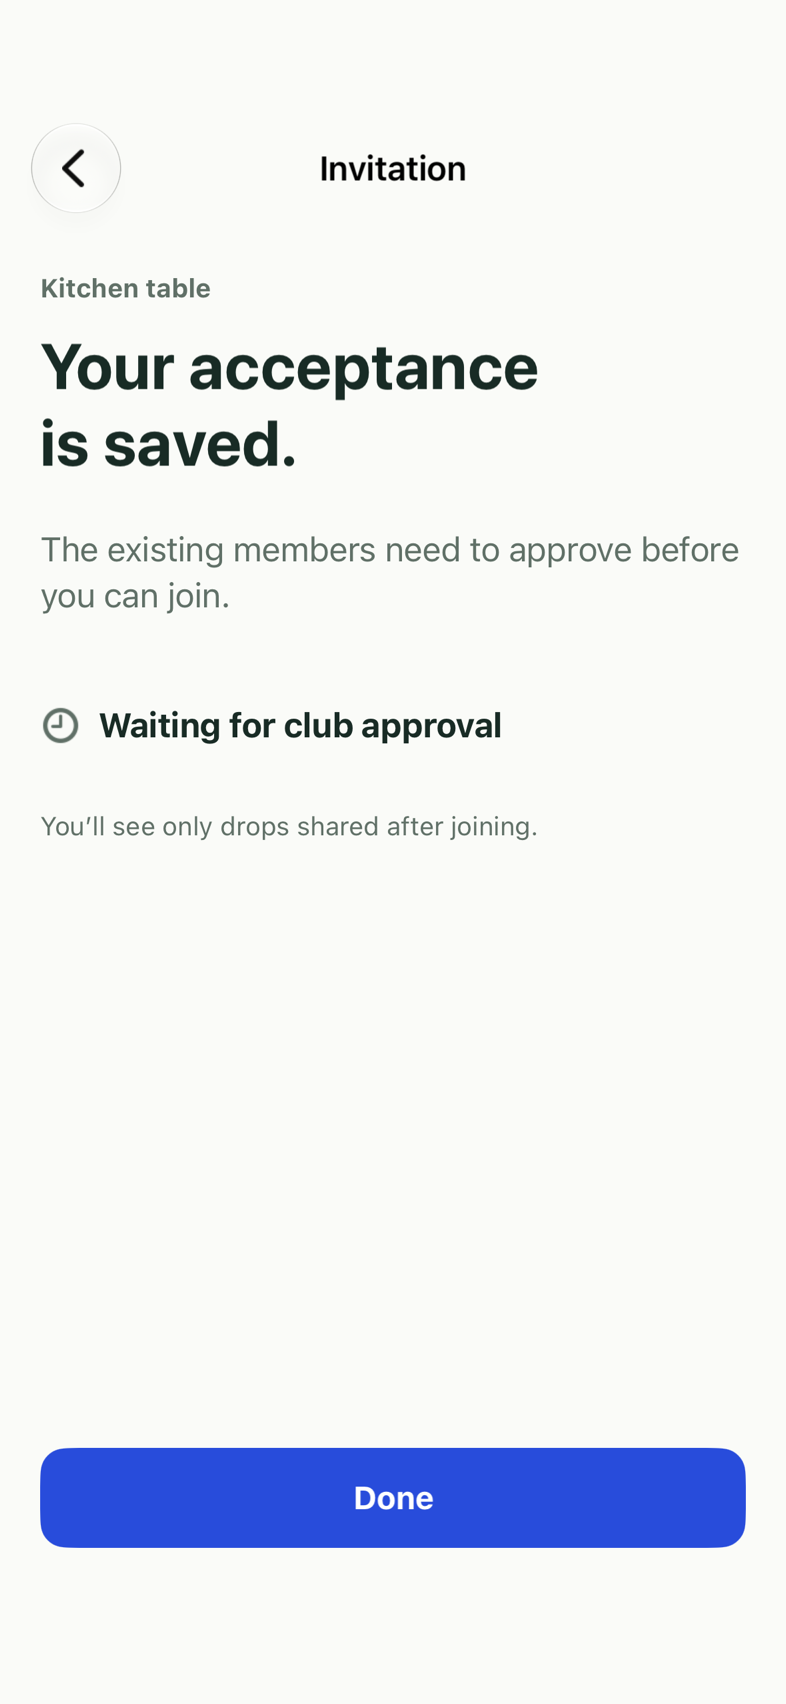 Invitation
Kitchen table
Your acceptance
is saved.
The existing members need to approve before
you can join.
Waiting for club approval
You’ll see only drops shared after joining.
Done